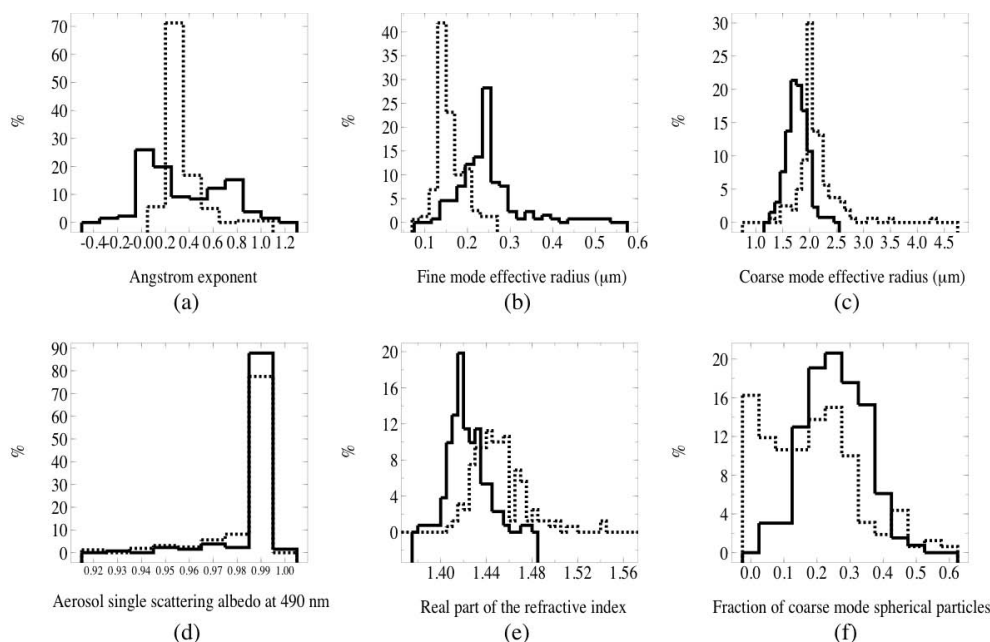 70
60
50
40
30
20
10
0
%
-0.4-0.2-0.0 0.2 0.4 0.6 0.8 1.0 1.2
Angstrom exponent
(a)
40
35
30
25
20
15
10
5
0
%
0.1 0.2 0.3 0.4 0.5 0.6
Fine mode effective radius (μm)
(b)
30
25
20
15
10
5
0
%
1.0 1.5 2.0 2.5 3.0 3.5 4.0 4.5
Coarse mode effective radius (μm)
(c)
90
80
70
60
50
40
30
20
10
0
%
0.92 0.93 0.94 0.95 0.96 0.97 0.98 0.99 1.00
Aerosol single scattering albedo at 490 nm
(d)
20
16
12
8
4
0
%
1.40 1.44 1.48 1.52 1.56
Real part of the refractive index
(e)
20
16
12
8
4
0
%
0.0 0.1 0.2 0.3 0.4 0.5 0.6
Fraction of coarse mode spherical particles
(f)